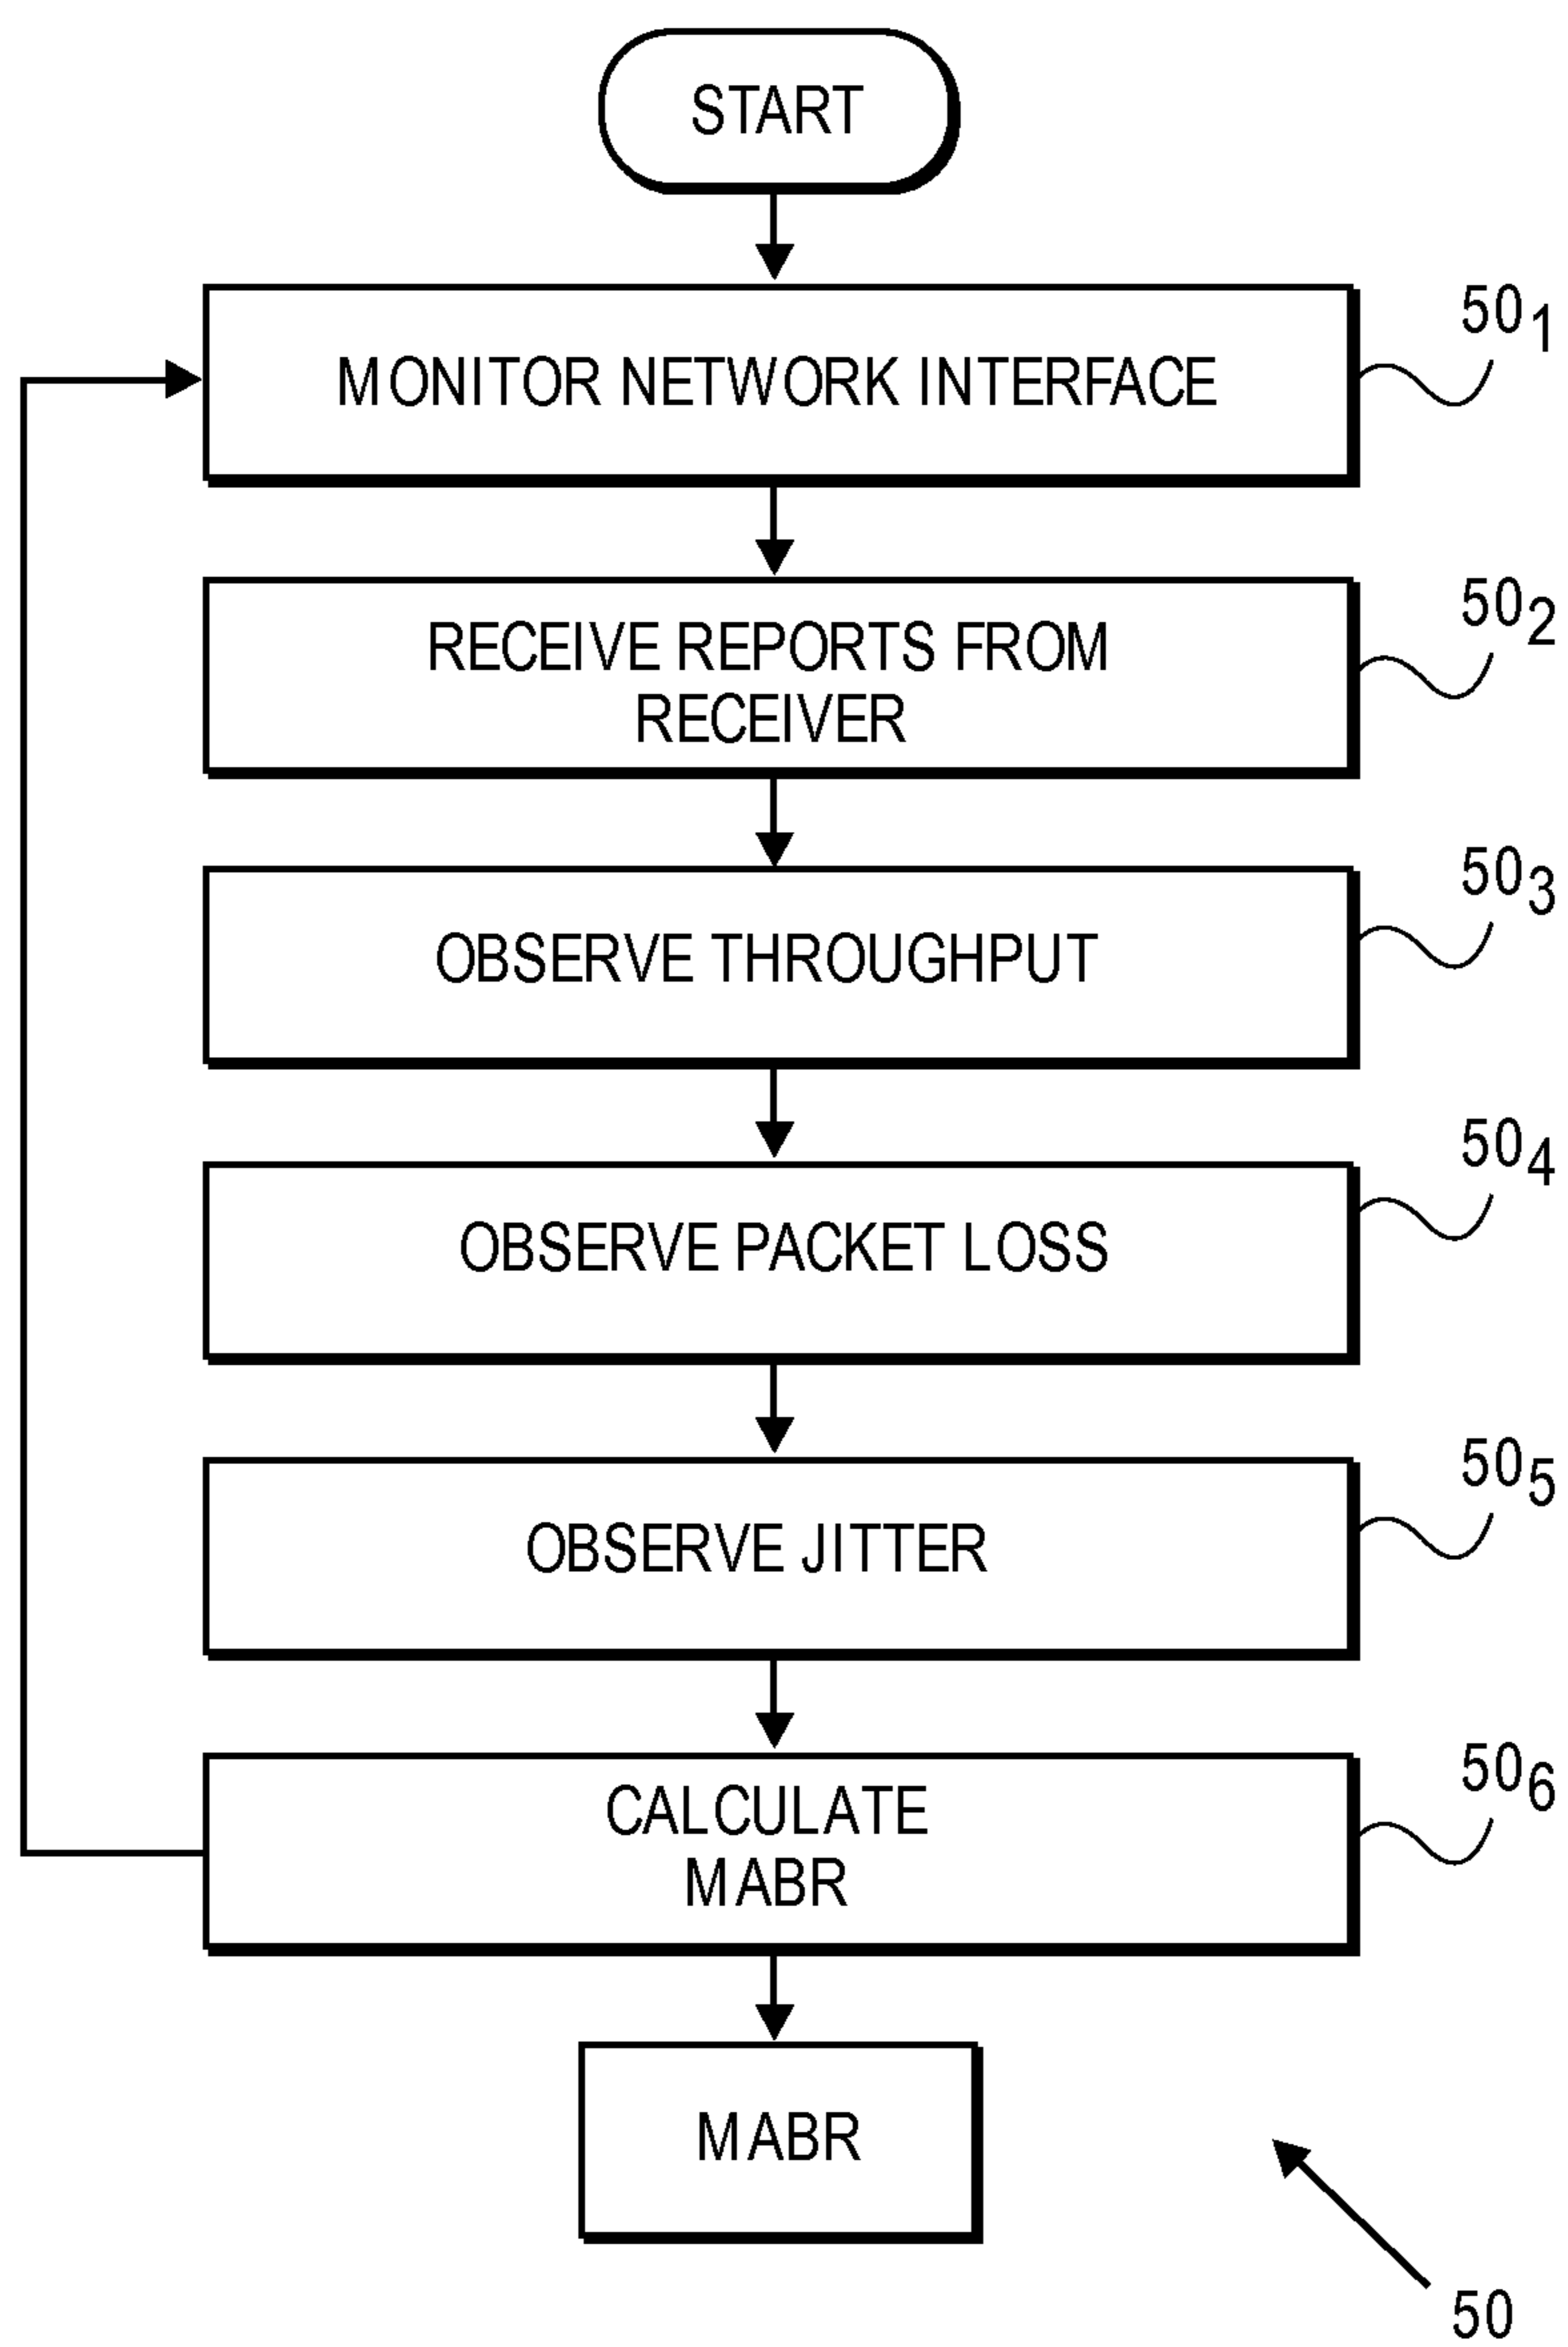 START
MONITOR NETWORK INTERFACE
50₁
RECEIVE REPORTS FROM
RECEIVER
50₂
OBSERVE THROUGHPUT
50₃
OBSERVE PACKET LOSS
50₄
OBSERVE JITTER
50₅
CALCULATE
MABR
50₆
MABR
50